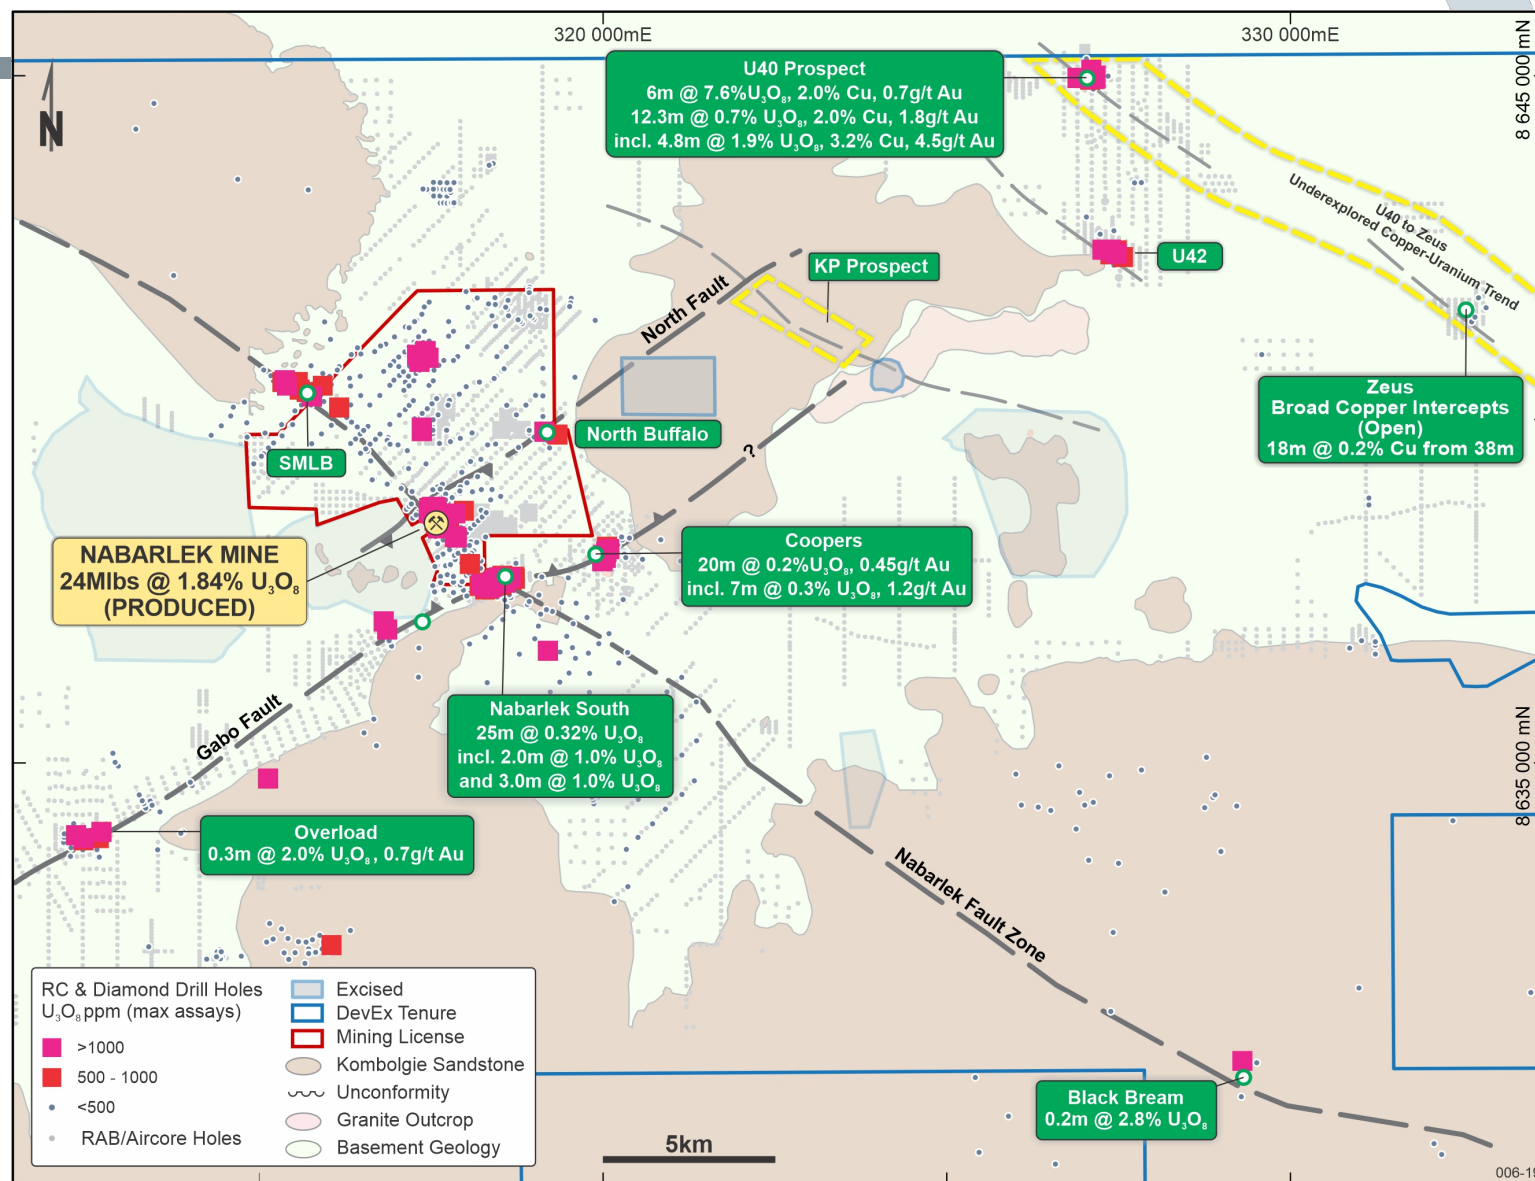 320 000mE
330 000mE
8 645 000 mN
N
U40 Prospect
6m @ 7.6%U₃O₈, 2.0% Cu, 0.7g/t Au
12.3m @ 0.7% U₃O₈, 2.0% Cu, 1.8g/t Au
incl. 4.8m @ 1.9% U₃O₈, 3.2% Cu, 4.5g/t Au
U40 to Zeus
Underexplored Copper-Uranium Trend
U42
KP Prospect
North Fault
Zeus
Broad Copper Intercepts
(Open)
18m @ 0.2% Cu from 38m
North Buffalo
?
SMLB
NABARLEK MINE
24Mlbs @ 1.84% U₃O₈
(PRODUCED)
Coopers
20m @ 0.2%U₃O₈, 0.45g/t Au
incl. 7m @ 0.3% U₃O₈, 1.2g/t Au
Gabo Fault
Nabarlek South
25m @ 0.32% U₃O₈
incl. 2.0m @ 1.0% U₃O₈
and 3.0m @ 1.0% U₃O₈
8 635 000 mN
Overload
0.3m @ 2.0% U₃O₈, 0.7g/t Au
Nabarlek Fault Zone
Black Bream
0.2m @ 2.8% U₃O₈
RC & Diamond Drill Holes
U₃O₈ ppm (max assays)
>1000
500 - 1000
<500
RAB/Aircore Holes
Excised
DevEx Tenure
Mining License
Kombolgie Sandstone
Unconformity
Granite Outcrop
Basement Geology
5km
006-19